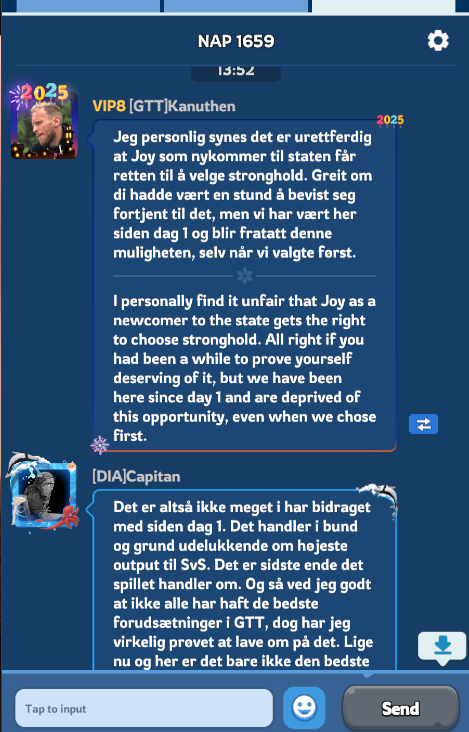 NAP 1659
13:52
2025
VIP8 [GTT]Kanuthen
2025
Jeg personlig synes det er urettferdig
at Joy som nykommer til staten får
retten til å velge stronghold. Greit om
di hadde vært en stund å bevist seg
fortjent til det, men vi har vært her
siden dag 1 og blir fratatt denne
muligheten, selv når vi valgte først.
I personally find it unfair that Joy as a
newcomer to the state gets the right
to choose stronghold. All right if you
had been a while to prove yourself
deserving of it, but we have been
here since day 1 and are deprived of
this opportunity, even when we chose
first.
[DIA]Capitan
Det er altså ikke meget i har bidraget
med siden dag 1. Det handler i bund
og grund udelukkende om højeste
output til SvS. Det er sidste ende det
spillet handler om. Og så ved jeg godt
at ikke alle har haft de bedste
forudsætninger i GTT, dog har jeg
virkelig prøvet at lave om på det. Lige
nu og her er det bare ikke den bedste
Tap to input
Send